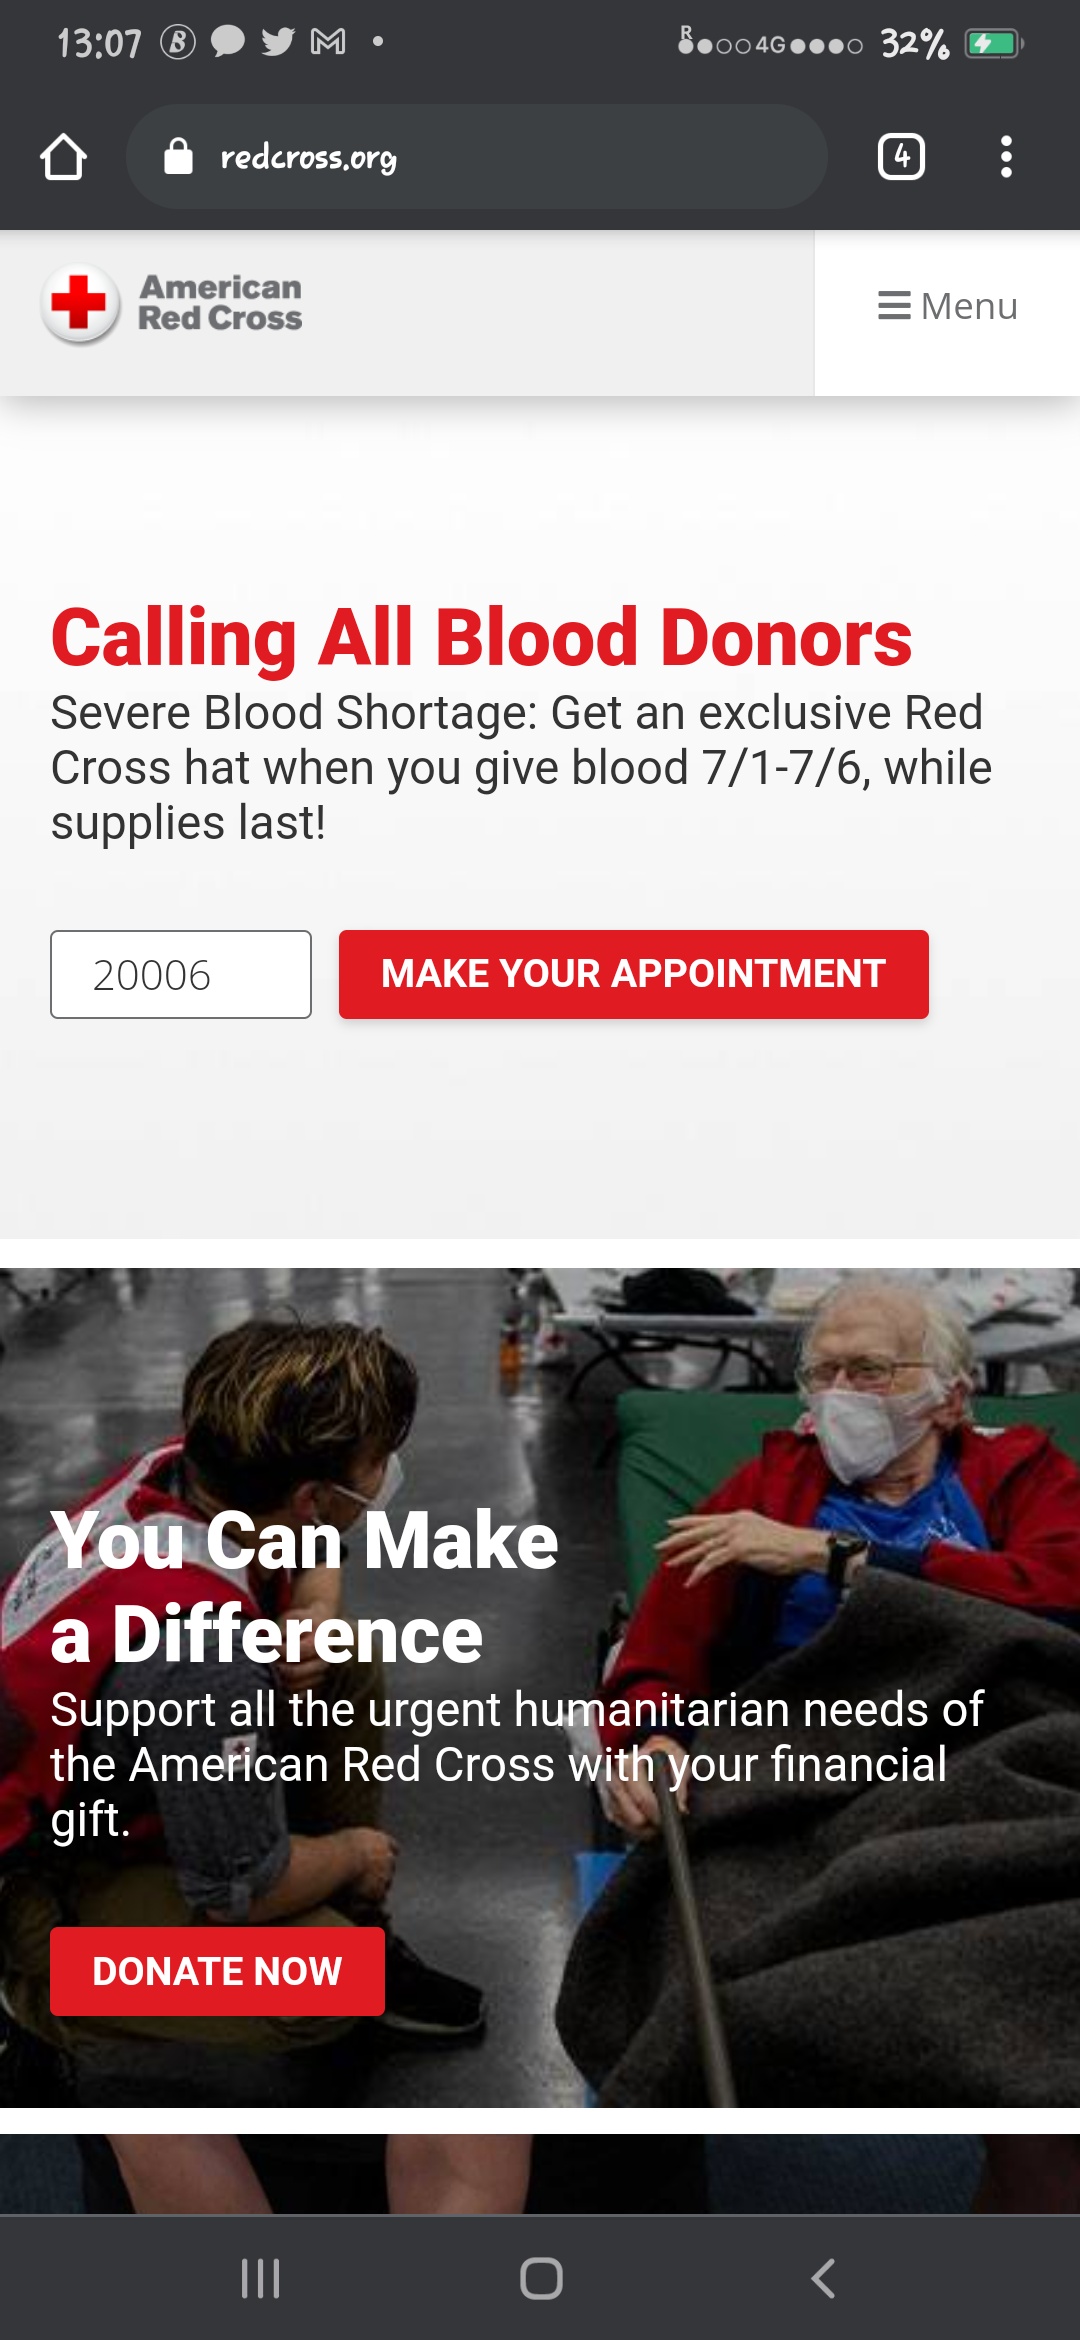 13:07
R
4G
32%
redcross.org
4
American
Red Cross
Menu
Calling All Blood Donors
Severe Blood Shortage: Get an exclusive Red
Cross hat when you give blood 7/1-7/6, while
supplies last!
20006
MAKE YOUR APPOINTMENT
You Can Make
a Difference
Support all the urgent humanitarian needs of
the American Red Cross with your financial
gift.
DONATE NOW